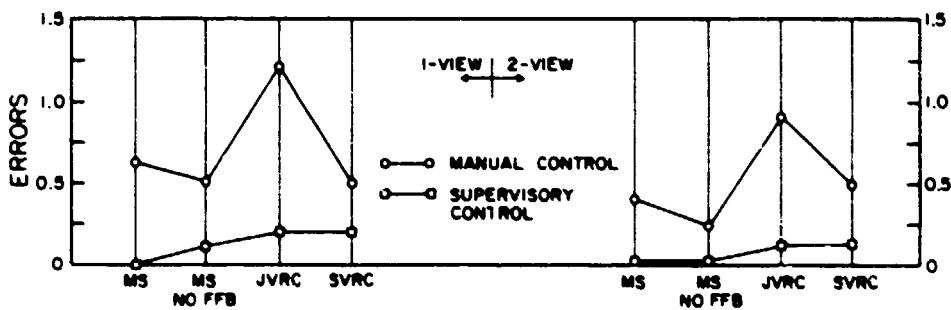 1.5
1.0
0.5
0
ERRORS
1-VIEW 2-VIEW
MANUAL CONTROL
SUPERVISORY
CONTROL
MS
MS
NO FFB
JVRC
SVRC
MS
MS
NO FFB
JVRC
SVRC
1.5
1.0
0.5
0